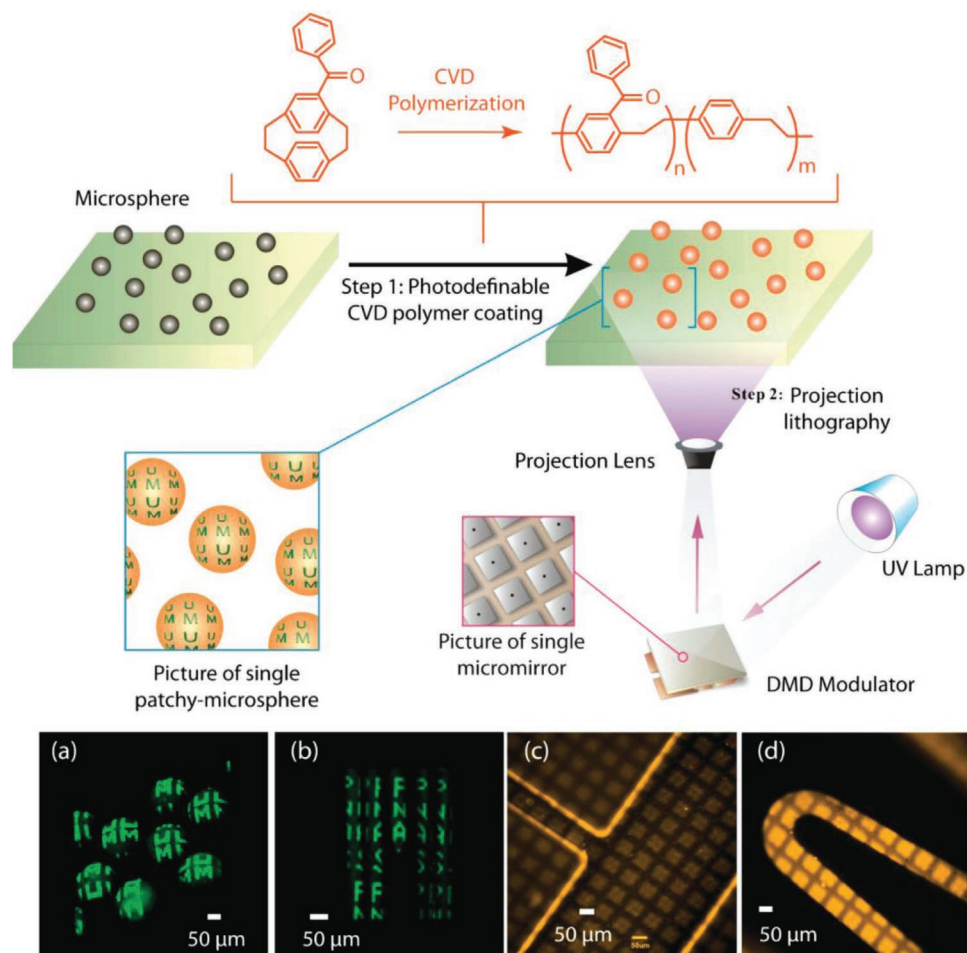 O
CVD
Polymerization
O
n
m
Microsphere
Step 1: Photodefinable
CVD polymer coating
Step 2: Projection
lithography
Projection Lens
UV Lamp
Picture of single
micromirror
DMD Modulator
Picture of single
patchy-microsphere
(a)
(b)
(c)
(d)
50 µm
50 µm
50 µm
50um
50 µm